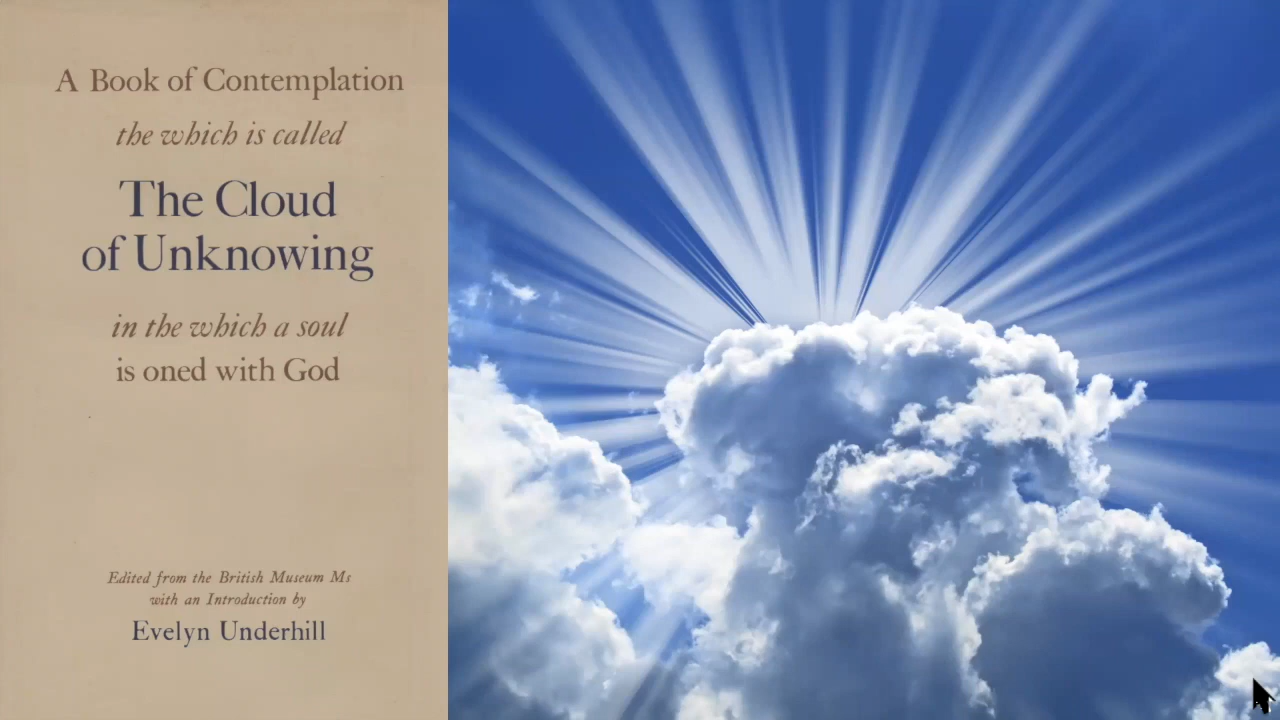 A Book of Contemplation
the which is called
The Cloud
of Unknowing
in the which a soul
is oned with God
Edited from the British Museum Ms
with an Introduction by
Evelyn Underhill